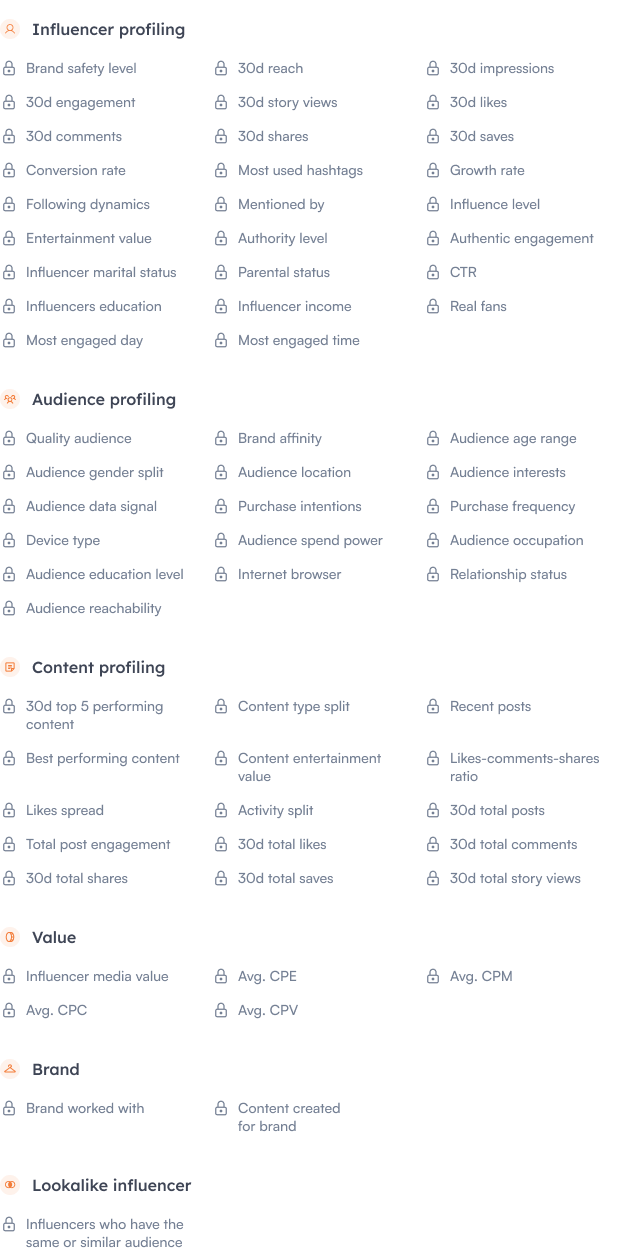 Influencer profiling
Brand safety level
30d reach
30d impressions
30d engagement
30d story views
30d likes
30d comments
30d shares
30d saves
Conversion rate
Most used hashtags
Growth rate
Following dynamics
Mentioned by
Influence level
Entertainment value
Authority level
Authentic engagement
Influencer marital status
Parental status
CTR
Influencers education
Influencer income
Real fans
Most engaged day
Most engaged time
Audience profiling
Quality audience
Brand affinity
Audience age range
Audience gender split
Audience location
Audience interests
Audience data signal
Purchase intentions
Purchase frequency
Device type
Audience spend power
Audience occupation
Audience education level
Internet browser
Relationship status
Audience reachability
Content profiling
30d top 5 performing
content
Content type split
Recent posts
Best performing content
Content entertainment
value
Likes-comments-shares
ratio
Likes spread
Activity split
30d total posts
Total post engagement
30d total likes
30d total comments
30d total shares
30d total saves
30d total story views
Value
Influencer media value
Avg. CPE
Avg. CPM
Avg. CPC
Avg. CPV
Brand
Brand worked with
Content created
for brand
Lookalike influencer
Influencers who have the
same or similar audience